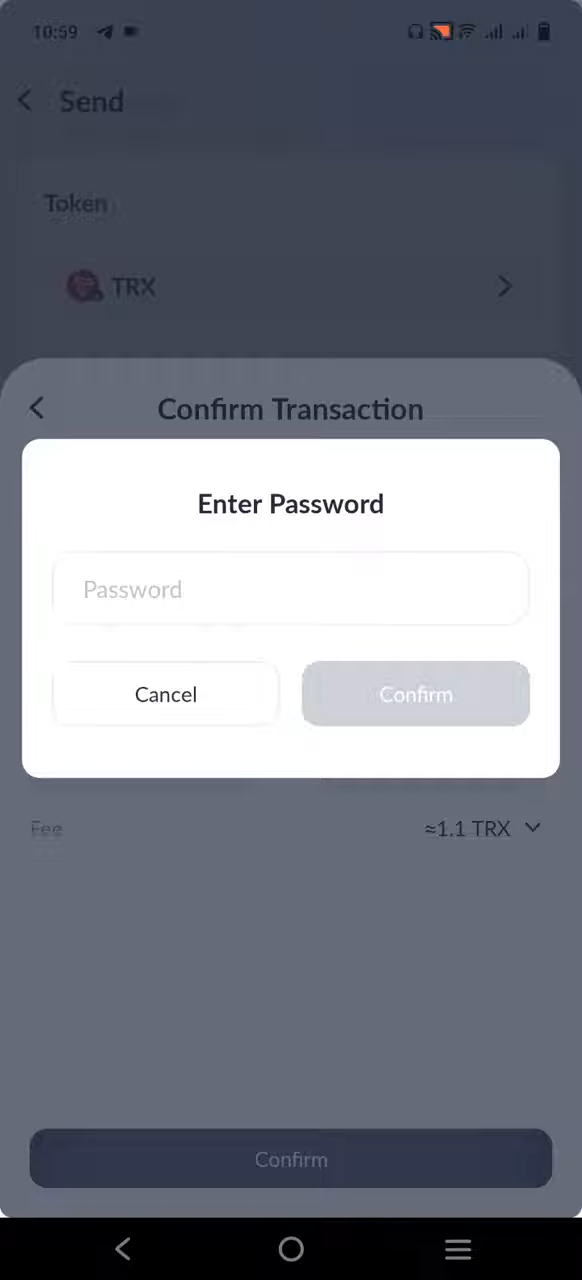 10:59
Send
Token
TRX
Confirm Transaction
Enter Password
Password
Cancel
Confirm
Fee
≈1.1 TRX
Confirm